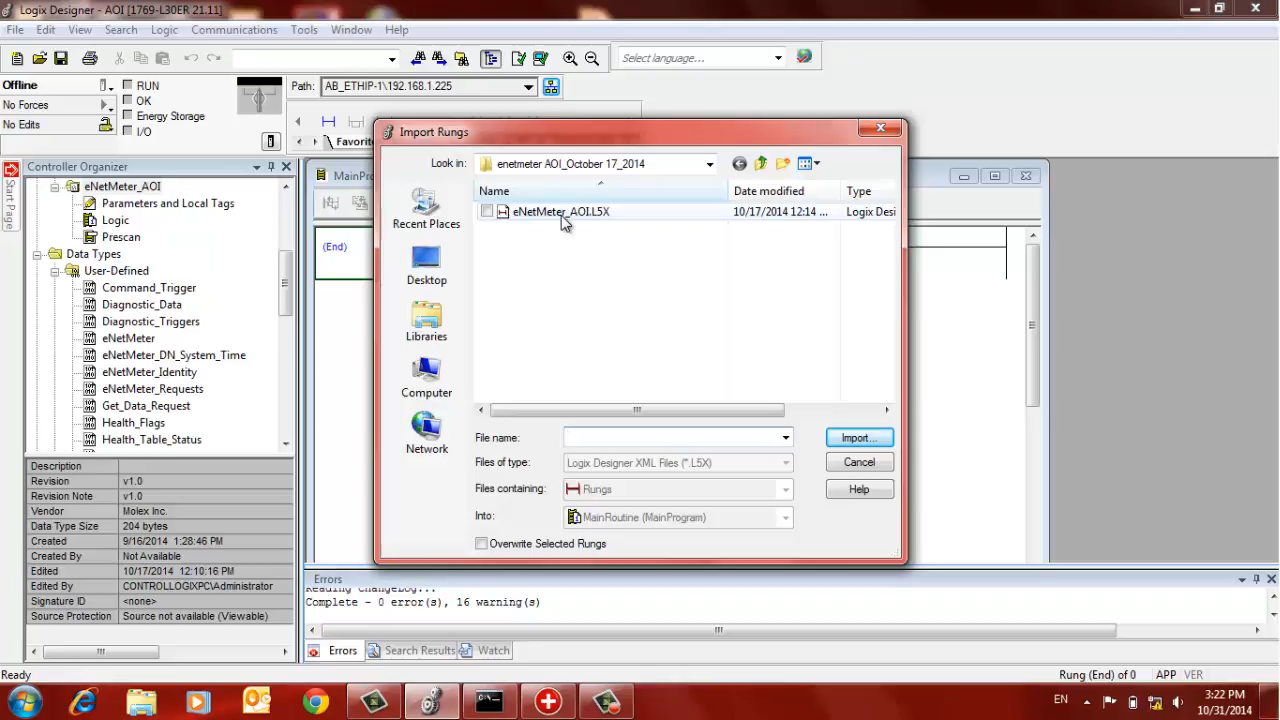 Logix Designer - AOI [1769-L30ER 21.11]
File Edit View Search Logic Communications Tools Window Help
Select language...
Offline RUN
Path: AB_ETHIP-1\192.168.1.225
No Forces OK
Energy Storage
No Edits I/O
Favorit
Controller Organizer
Start Page
eNetMeter_AOI
Parameters and Local Tags
Logic
Prescan
Data Types
User-Defined
Command_Trigger
Diagnostic_Data
Diagnostic_Triggers
eNetMeter
eNetMeter_DN_System_Time
eNetMeter_Identity
eNetMeter_Requests
Get_Data_Request
Health_Flags
Health_Table_Status
Description
Revision v1.0
Revision Note v1.0
Vendor Molex Inc.
Data Type Size 204 bytes
Created 9/16/2014 1:28:46 PM
Created By Not Available
Edited 10/17/2014 12:10:16 PM
Edited By CONTROLLOGIXPC\Administrator
Signature ID <none>
Source Protection Source not available (Viewable)
MainPro
(End)
Import Rungs
Look in: enetmeter AOI_October 17_2014
Name Date modified Type
eNetMeter_AOI.L5X 10/17/2014 12:14 ... Logix Desi
Recent Places
Desktop
Libraries
Computer
Network
File name: Import...
Files of type: Logix Designer XML Files (*.L5X) Cancel
Files containing: Rungs Help
Into: MainRoutine (MainProgram)
Overwrite Selected Rungs
Errors
Reading ChangeLog...
Complete - 0 error(s), 16 warning(s)
Errors Search Results Watch
Ready Rung (End) of 0 APP VER
EN 3:22 PM
10/31/2014